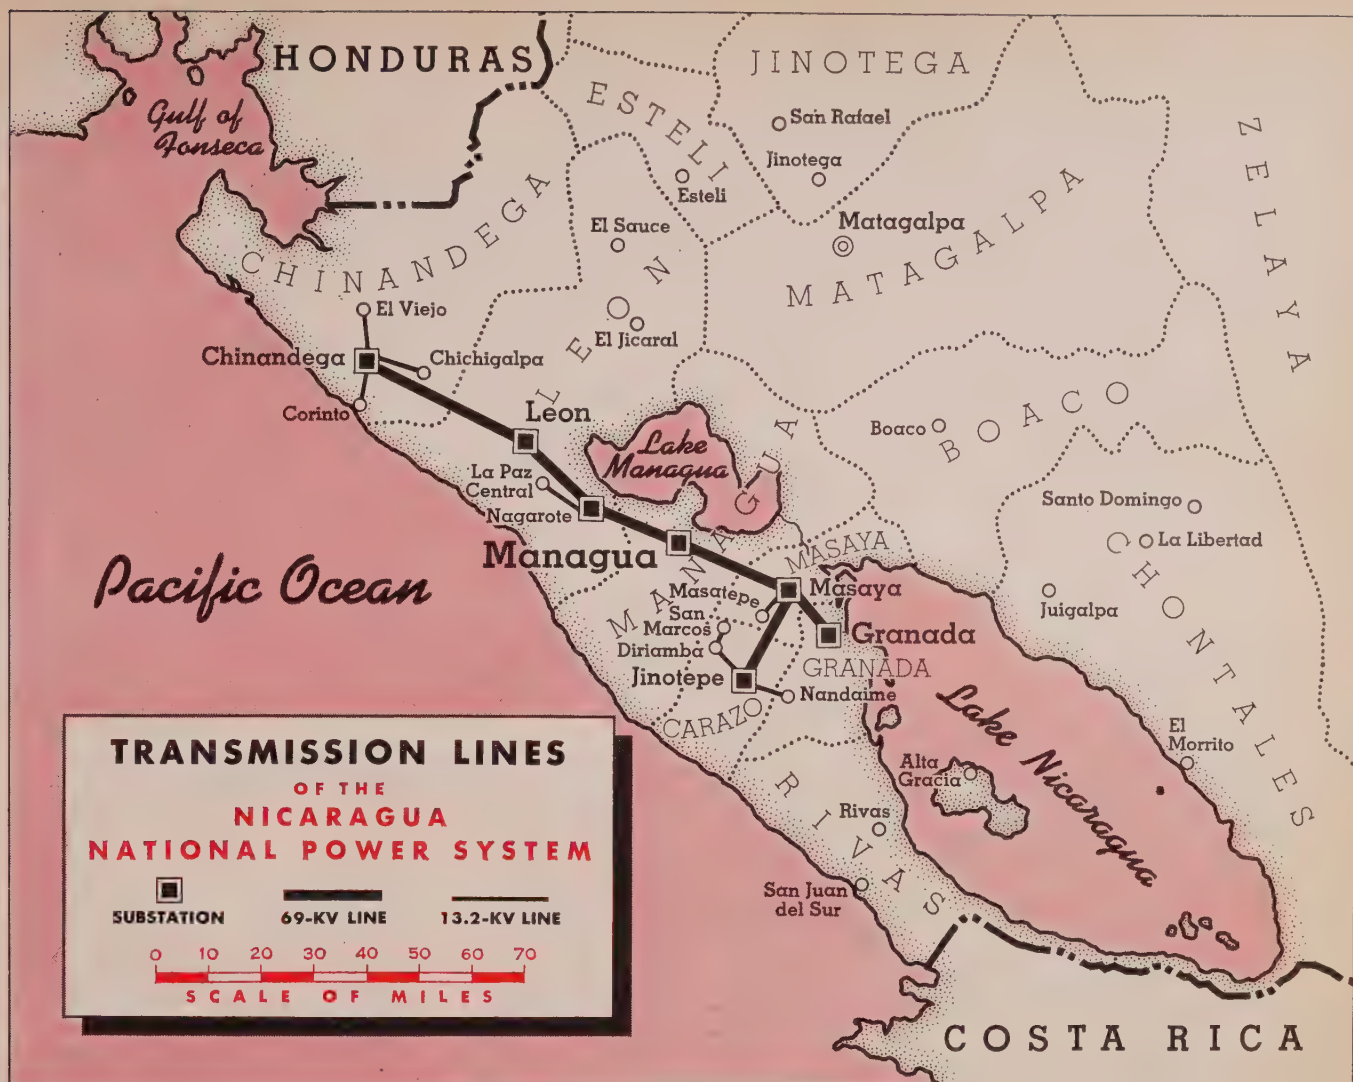 HONDURAS
JINOTEGA
ESTELI
Gulf of
Fonseca
San Rafael
Jinotega
Esteli
ZELAYA
El Sauce
Matagalpa
MATAGALPA
CHINANDEGA
El Viejo
LEON
El Jicaral
Chinandega
Chichigalpa
Corinto
Leon
Lake
Managua
Boaco
BOACO
La Paz
Central
Nagarote
Santo Domingo
La Libertad
CHONTALES
Managua
MANAGUA
MASAYA
Pacific Ocean
Masatepe
Masaya
Juigalpa
San
Marcos
Diriamba
Granada
Jinotepe
GRANADA
Nandaime
CARAZO
Lake Nicaragua
El
Morrito
Alta
Gracia
RIVAS
Rivas
San Juan
del Sur
COSTA RICA
TRANSMISSION LINES
OF THE
NICARAGUA
NATIONAL POWER SYSTEM
SUBSTATION
69-KV LINE
13.2-KV LINE
0 10 20 30 40 50 60 70
SCALE OF MILES